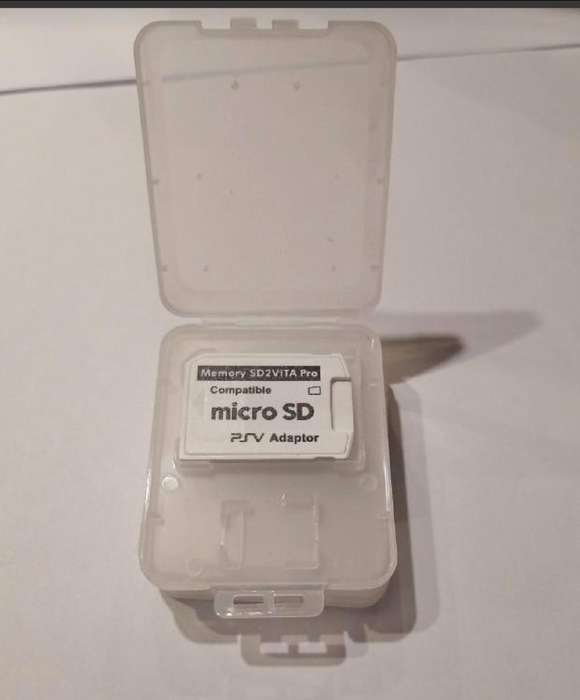 Memory SD2VITA Pro
Compatible
micro SD
PSV Adaptor